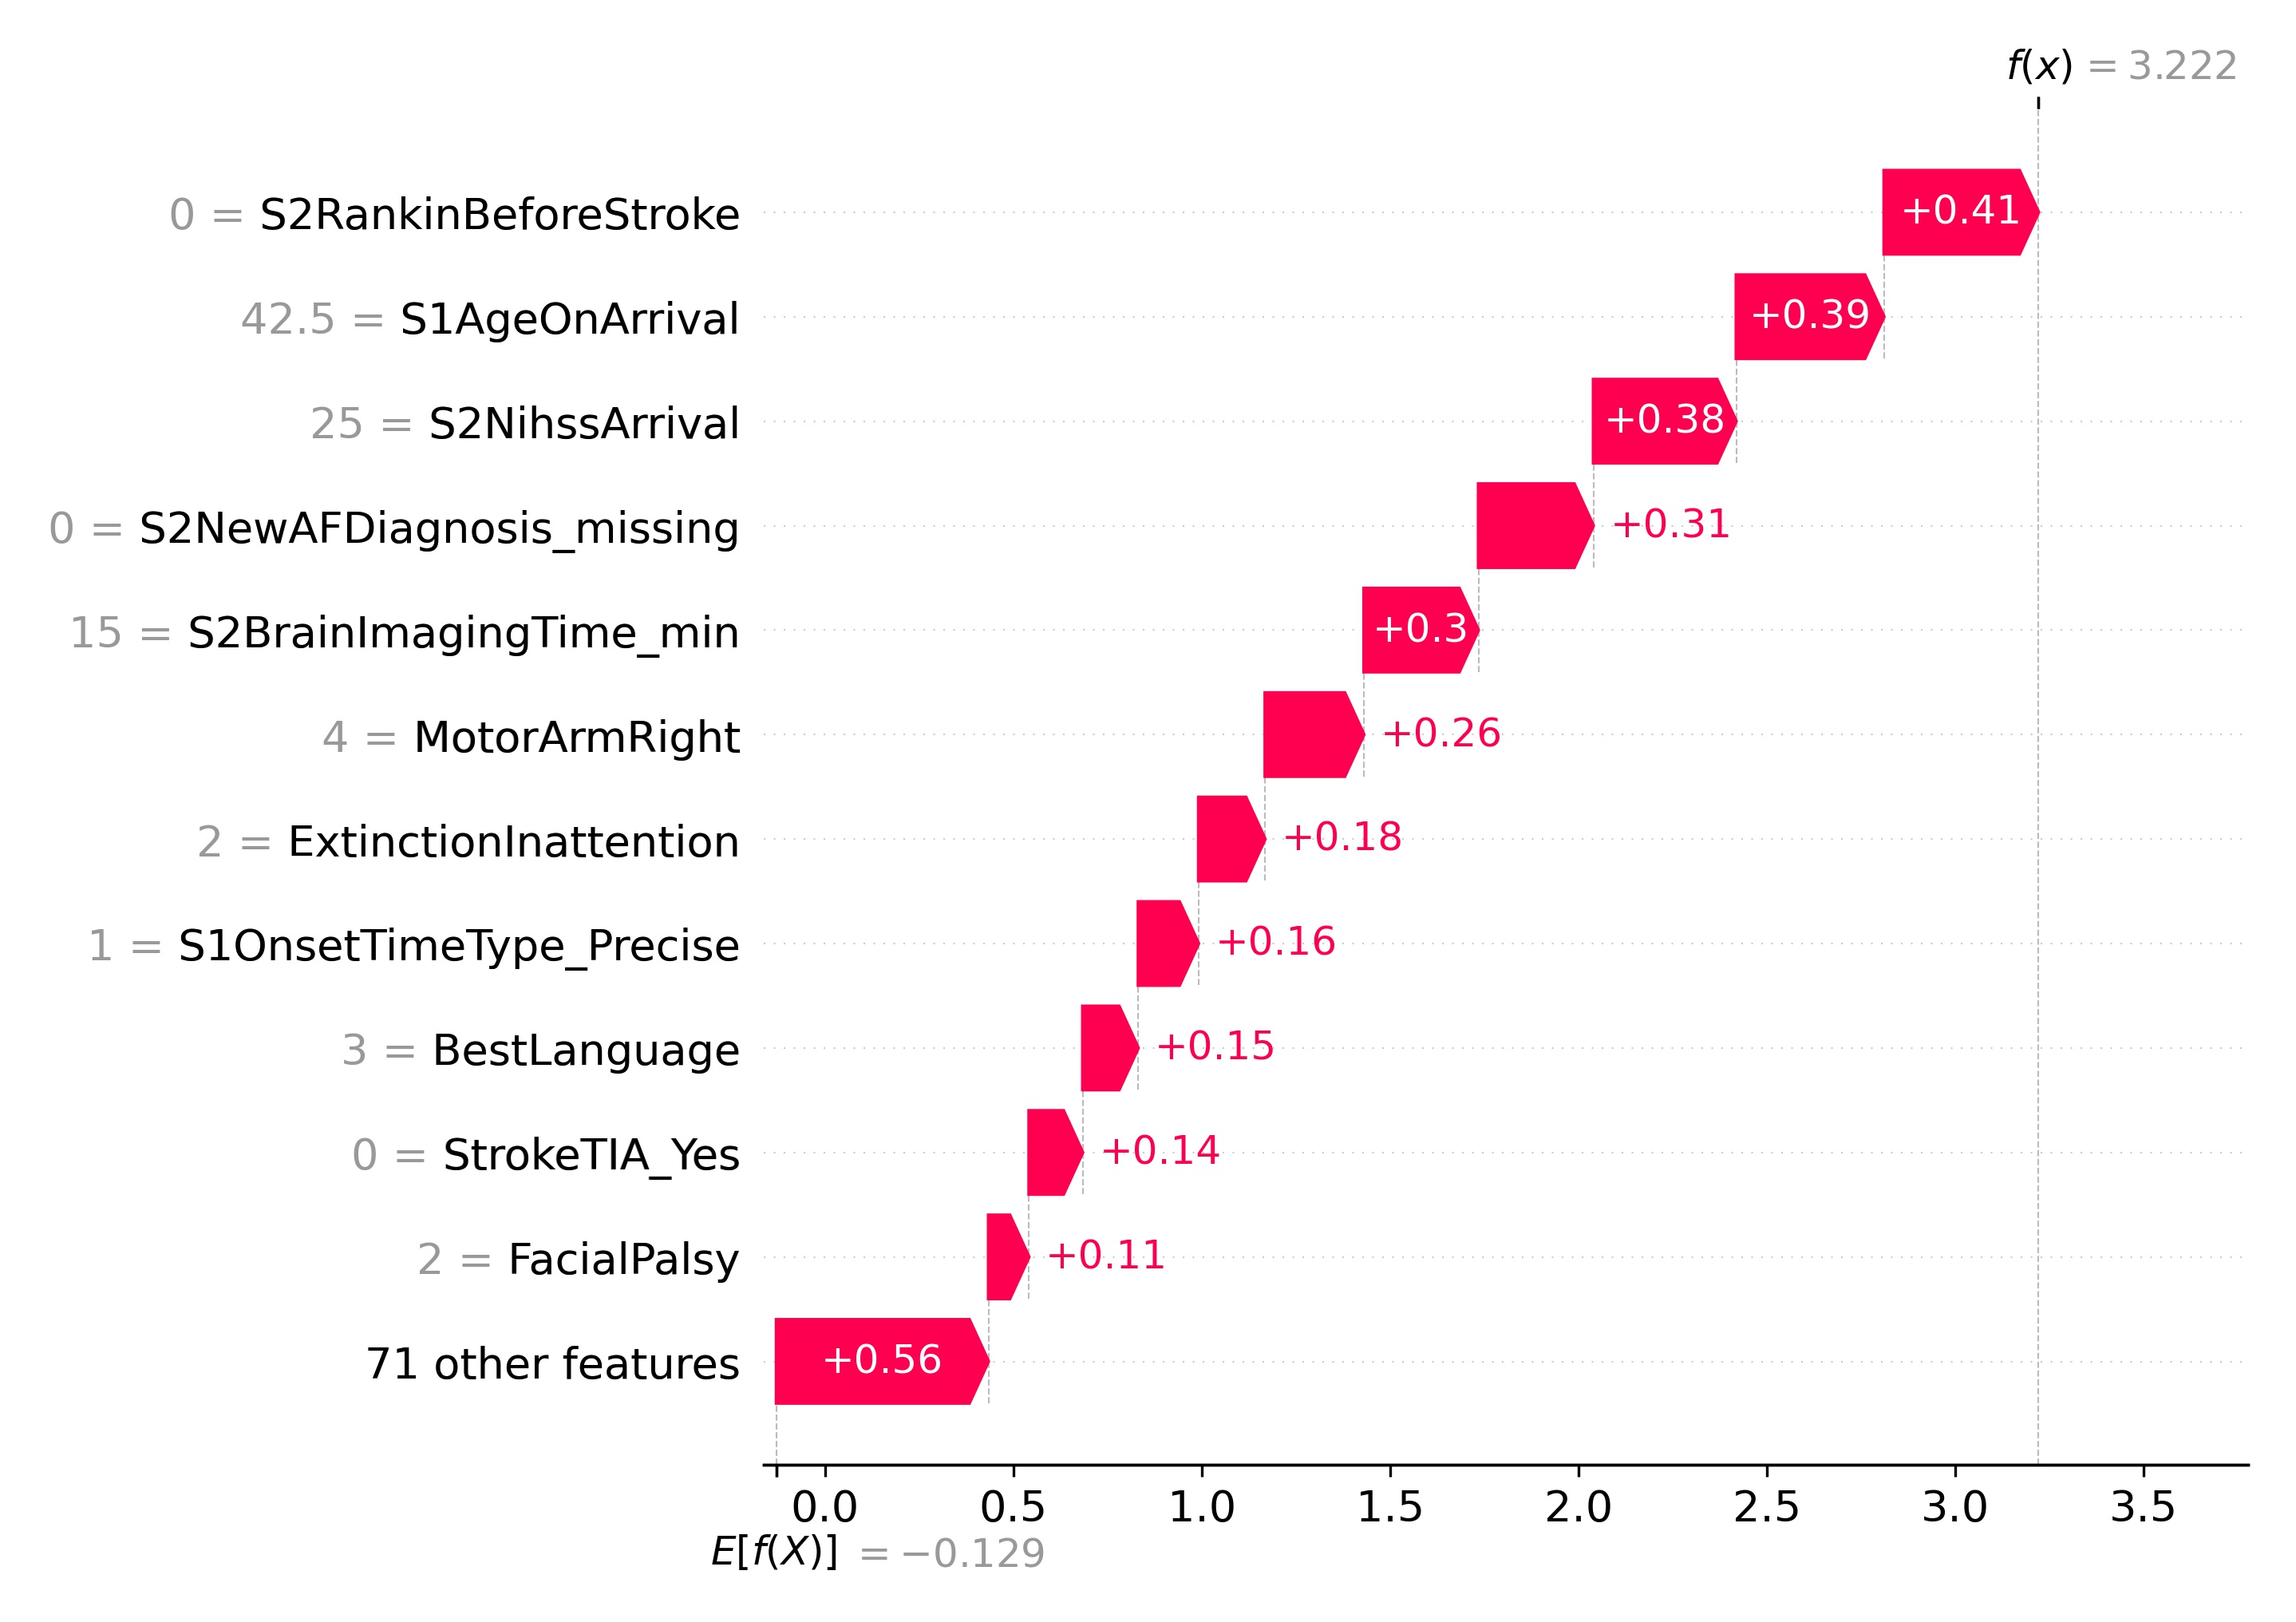 f(x) = 3.222
0 = S2RankinBeforeStroke +0.41
42.5 = S1AgeOnArrival +0.39
25 = S2NihssArrival +0.38
0 = S2NewAFDiagnosis_missing +0.31
15 = S2BrainImagingTime_min +0.3
4 = MotorArmRight +0.26
2 = ExtinctionInattention +0.18
1 = S1OnsetTimeType_Precise +0.16
3 = BestLanguage +0.15
0 = StrokeTIA_Yes +0.14
2 = FacialPalsy +0.11
71 other features +0.56
0.0 0.5 1.0 1.5 2.0 2.5 3.0 3.5
E[f(X)] = −0.129